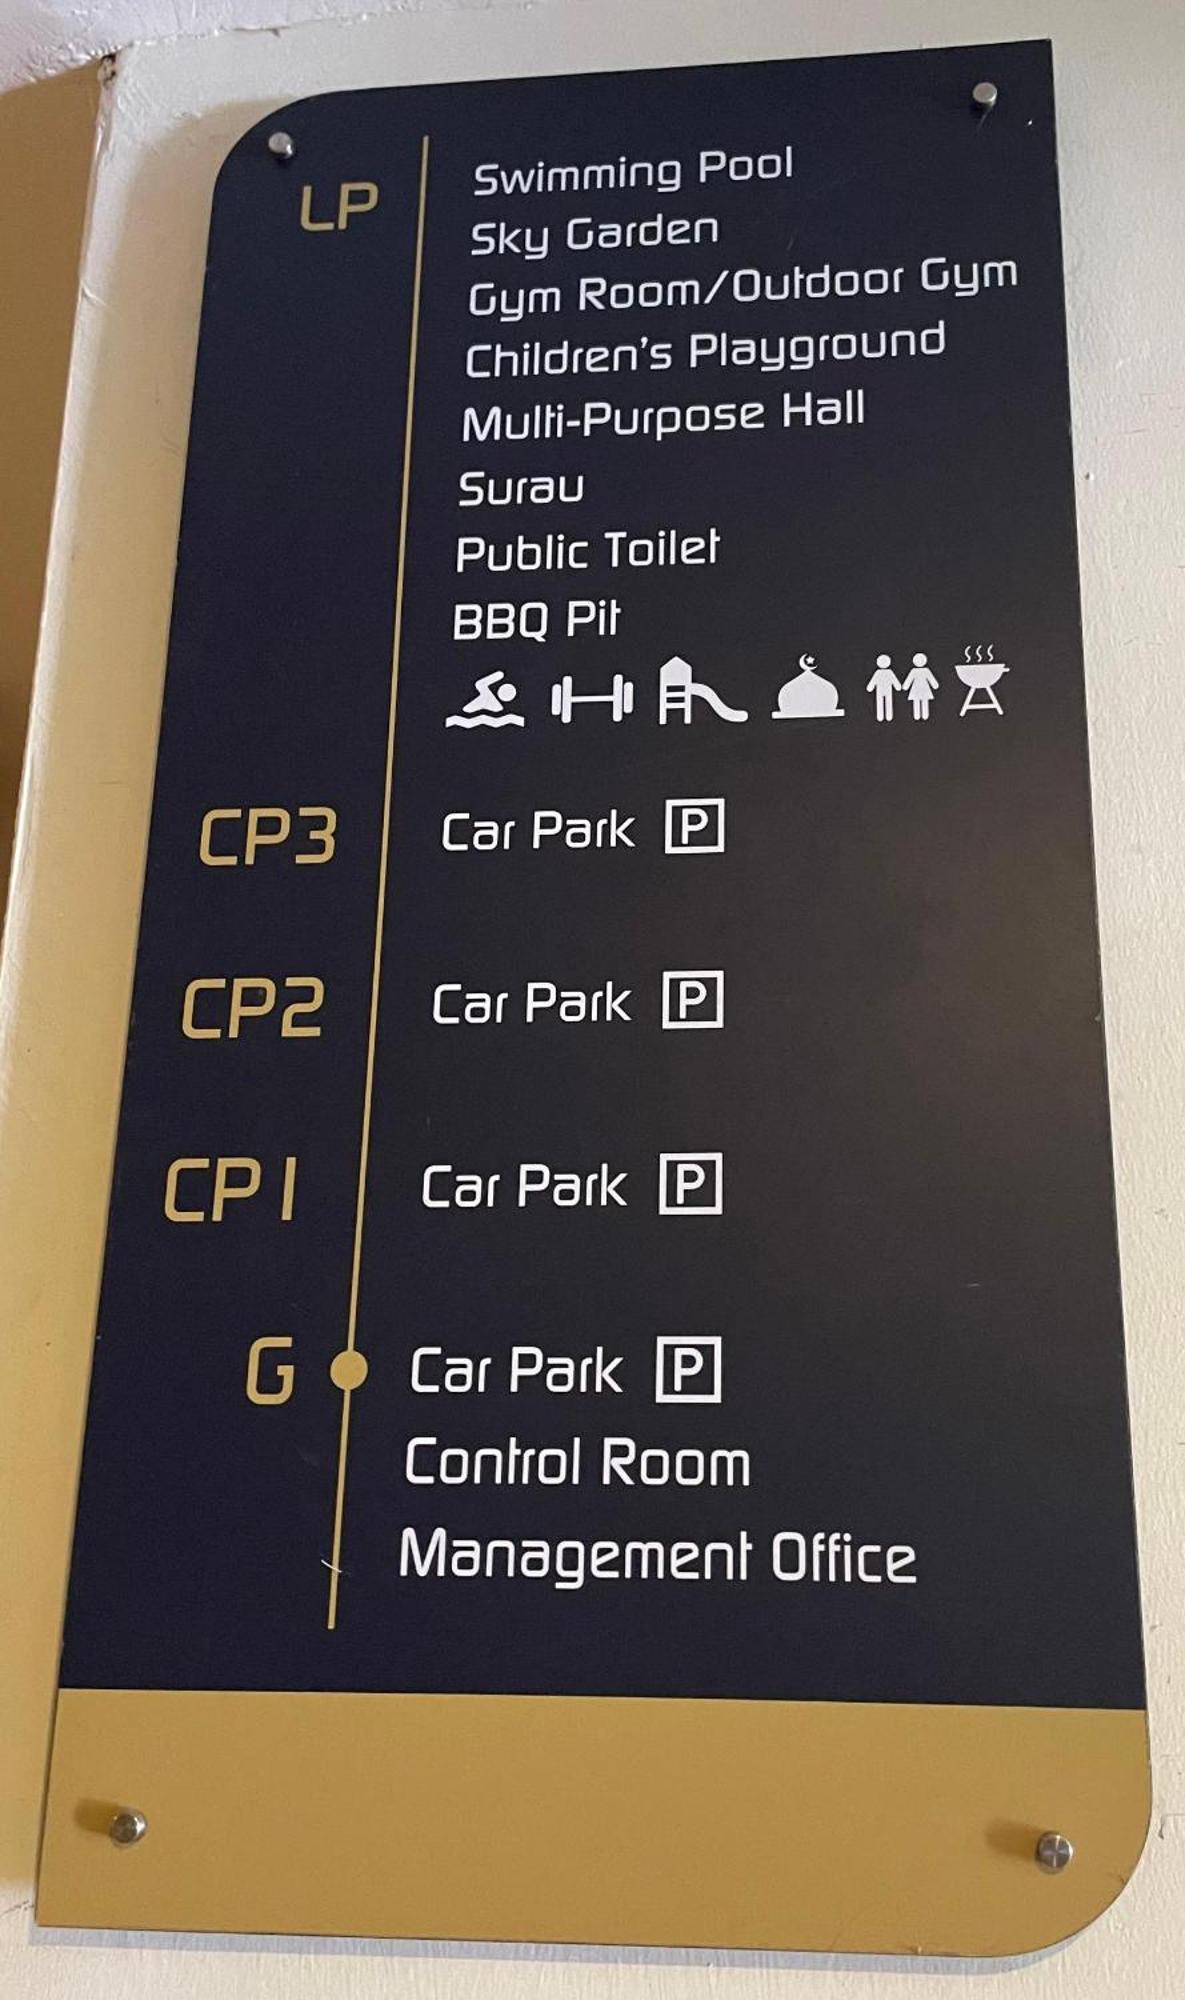 LP Swimming Pool
Sky Garden
Gym Room/Outdoor Gym
Children's Playground
Multi-Purpose Hall
Surau
Public Toilet
BBQ Pit
CP3 Car Park P
CP2 Car Park P
CP1 Car Park P
G Car Park P
Control Room
Management Office